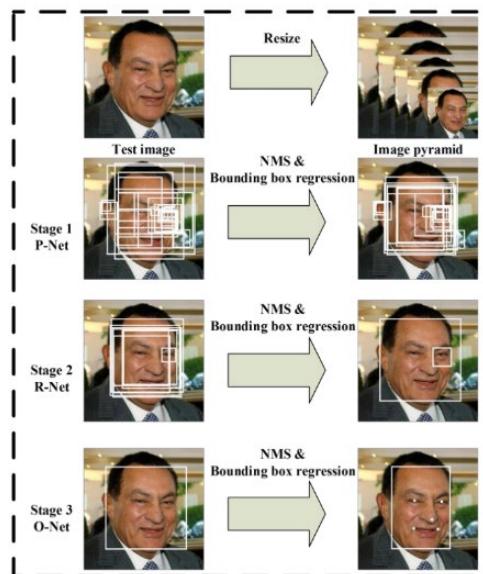 Resize
Test image
Image pyramid
NMS &
Bounding box regression
Stage 1
P-Net
NMS &
Bounding box regression
Stage 2
R-Net
NMS &
Bounding box regression
Stage 3
O-Net